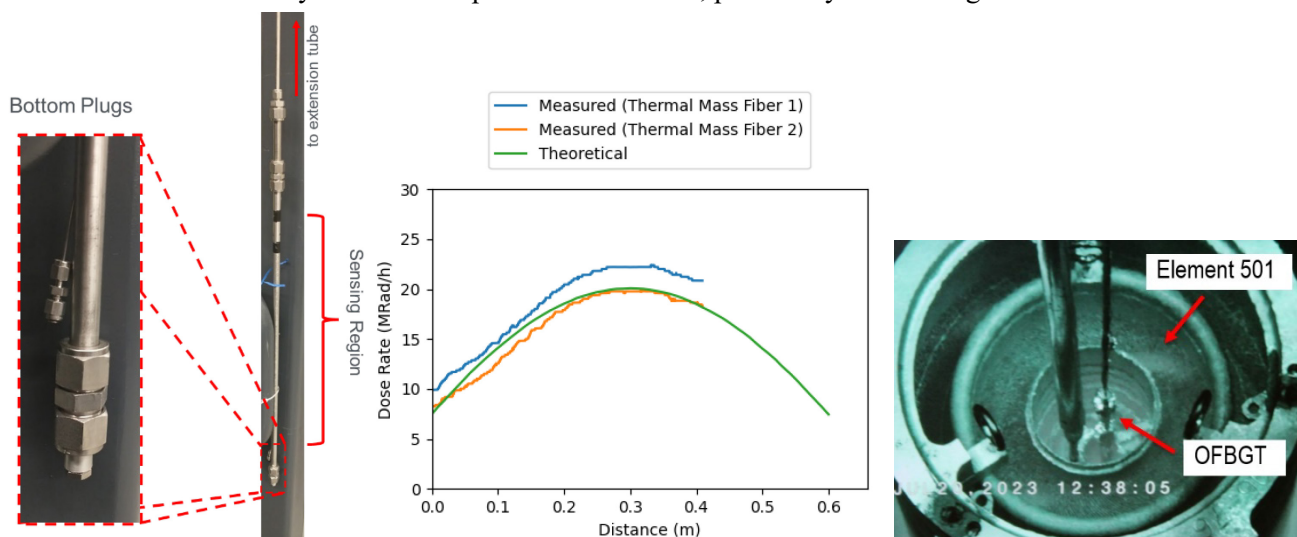 to extension tube
Bottom Plugs
Sensing Region
Measured (Thermal Mass Fiber 1)
Measured (Thermal Mass Fiber 2)
Theoretical
30
25
20
15
10
5
0
Dose Rate (MRad/h)
0.0 0.1 0.2 0.3 0.4 0.5 0.6
Distance (m)
Element 501
OFBGT
2023 12:38:05